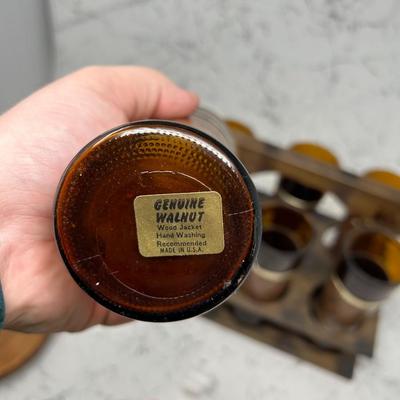 GENUINE
WALNUT
Wood Jacket
Hand Washing
Recommended
MADE IN U.S.A.